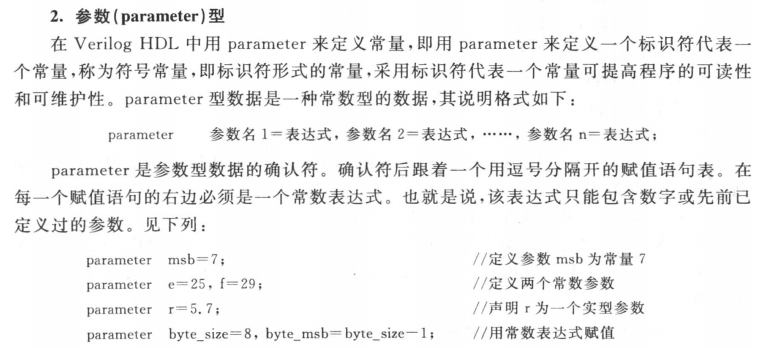 2. 参数(parameter)型
在 Verilog HDL 中用 parameter 来定义常量,即用 parameter 来定义一个标识符代表一
个常量,称为符号常量,即标识符形式的常量,采用标识符代表一个常量可提高程序的可读性
和可维护性。parameter 型数据是一种常数型的数据,其说明格式如下:
parameter 参数名 1=表达式, 参数名 2=表达式, ……, 参数名 n=表达式;
parameter 是参数型数据的确认符。确认符后跟着一个用逗号分隔开的赋值语句表。在
每一个赋值语句的右边必须是一个常数表达式。也就是说,该表达式只能包含数字或先前已
定义过的参数。见下列:
parameter msb=7; //定义参数 msb 为常量 7
parameter e=25, f=29; //定义两个常数参数
parameter r=5.7; //声明 r 为一个实型参数
parameter byte_size=8, byte_msb=byte_size-1; //用常数表达式赋值